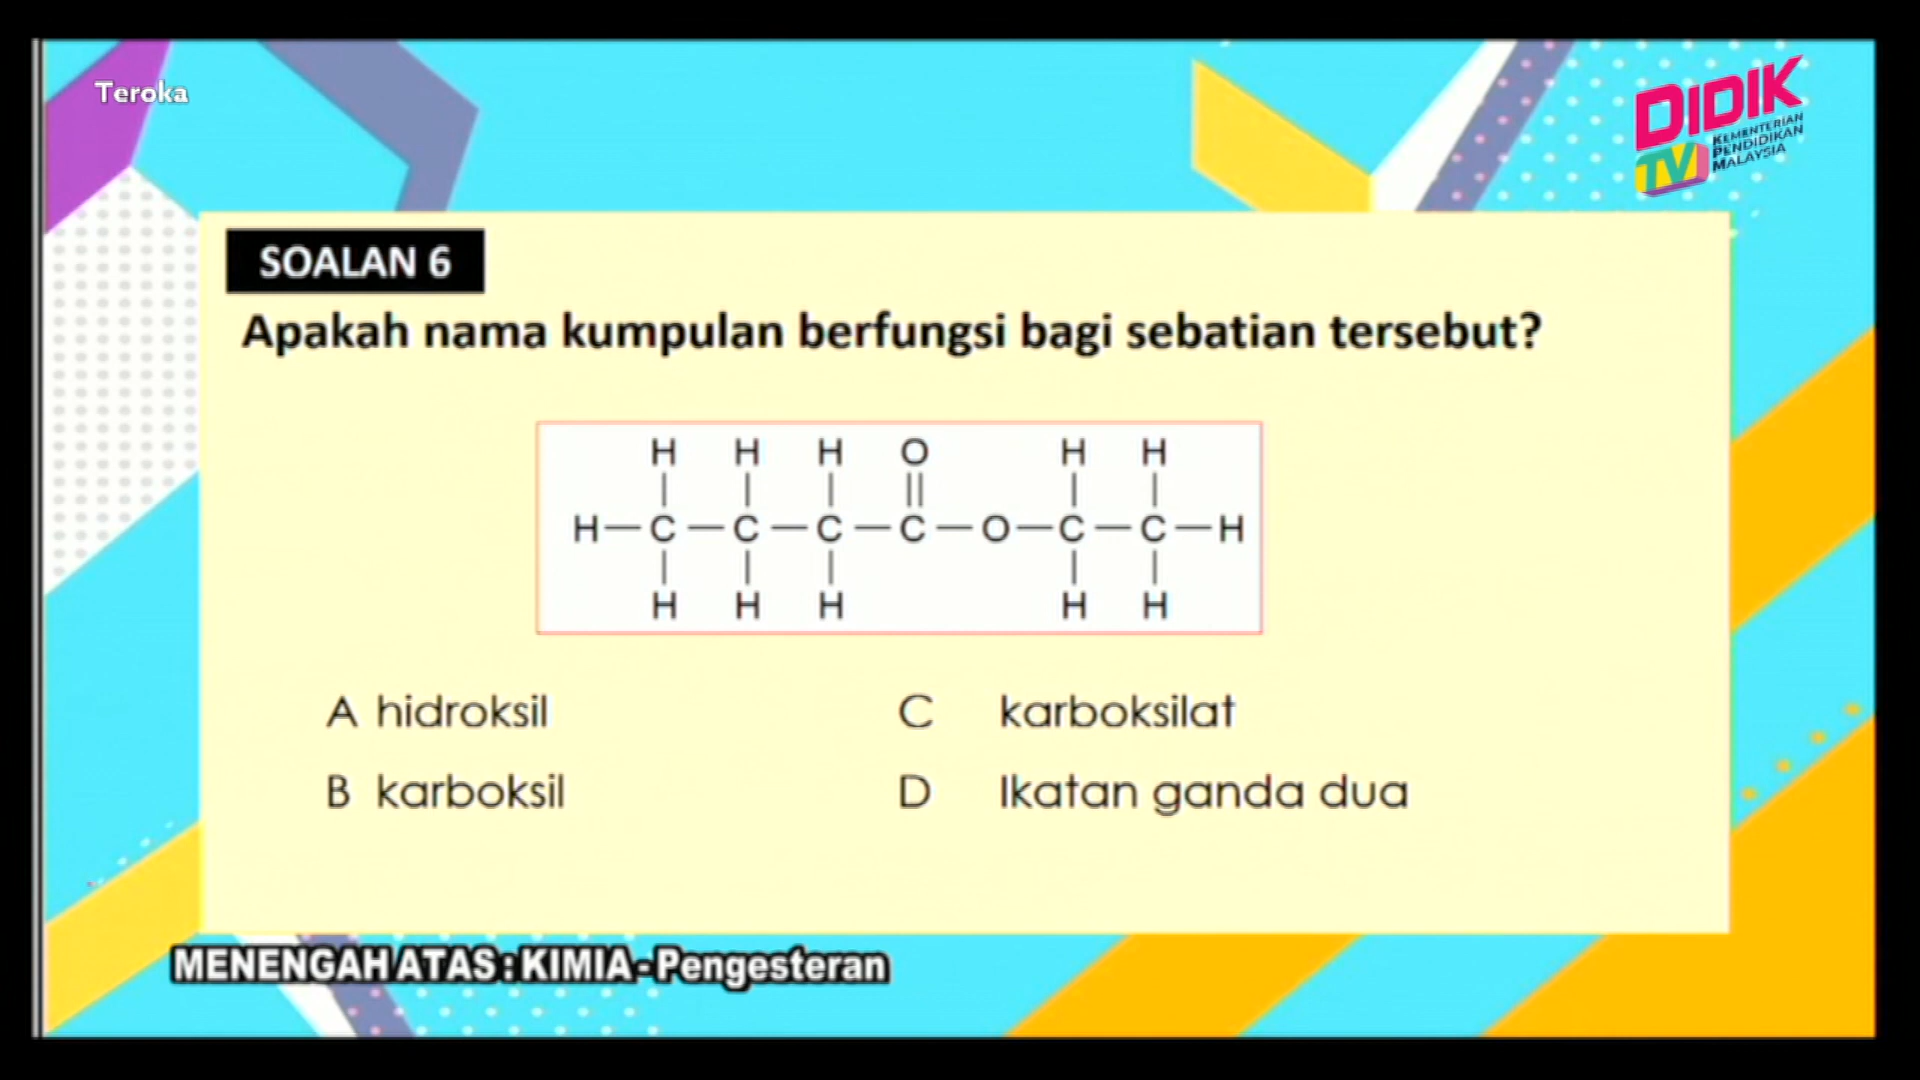 Teroka
DIDIK
TV
KEMENTERIAN
PENDIDIKAN
MALAYSIA
SOALAN 6
Apakah nama kumpulan berfungsi bagi sebatian tersebut?
H H H O H H
H C C C C O C C H
H H H H H
A hidroksil
B karboksil
C karboksilat
D Ikatan ganda dua
MENENGAH ATAS : KIMIA - Pengesteran